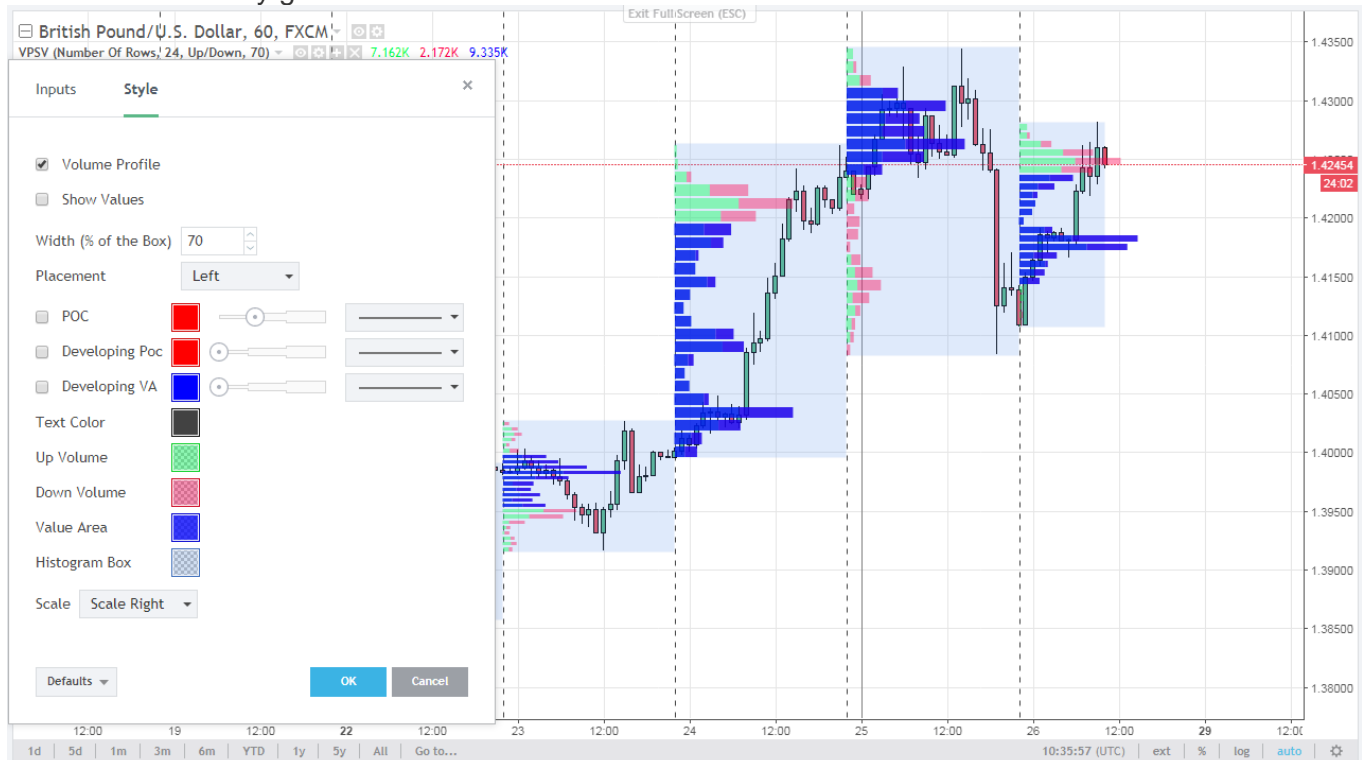 Exit Full Screen (ESC)
British Pound/U.S. Dollar, 60, FXCM
VPSV (Number Of Rows, 24, Up/Down, 70) 7.162K 2.172K 9.335K
Inputs Style
Volume Profile
Show Values
Width (% of the Box) 70
Placement Left
POC
Developing Poc
Developing VA
Text Color
Up Volume
Down Volume
Value Area
Histogram Box
Scale Scale Right
Defaults OK Cancel
1.43500
1.43000
1.42454
24:02
1.42000
1.41500
1.41000
1.40500
1.40000
1.39500
1.39000
1.38500
1.38000
12:00 19 12:00 22 12:00 23 12:00 24 12:00 25 12:00 26 12:00 29 12:00
1d 5d 1m 3m 6m YTD 1y 5y All Go to... 10:35:57 (UTC) ext % log auto